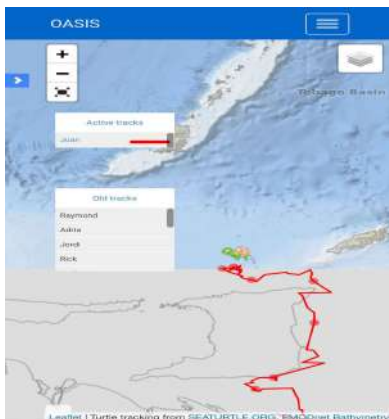 OASIS
+
−
Tobago Basin
Active tracks
Juan
Old tracks
Raymond
Jordi
Rick
Leaflet | Turtle tracking from SEATURTLE.ORG, EMODnet Bathymetry